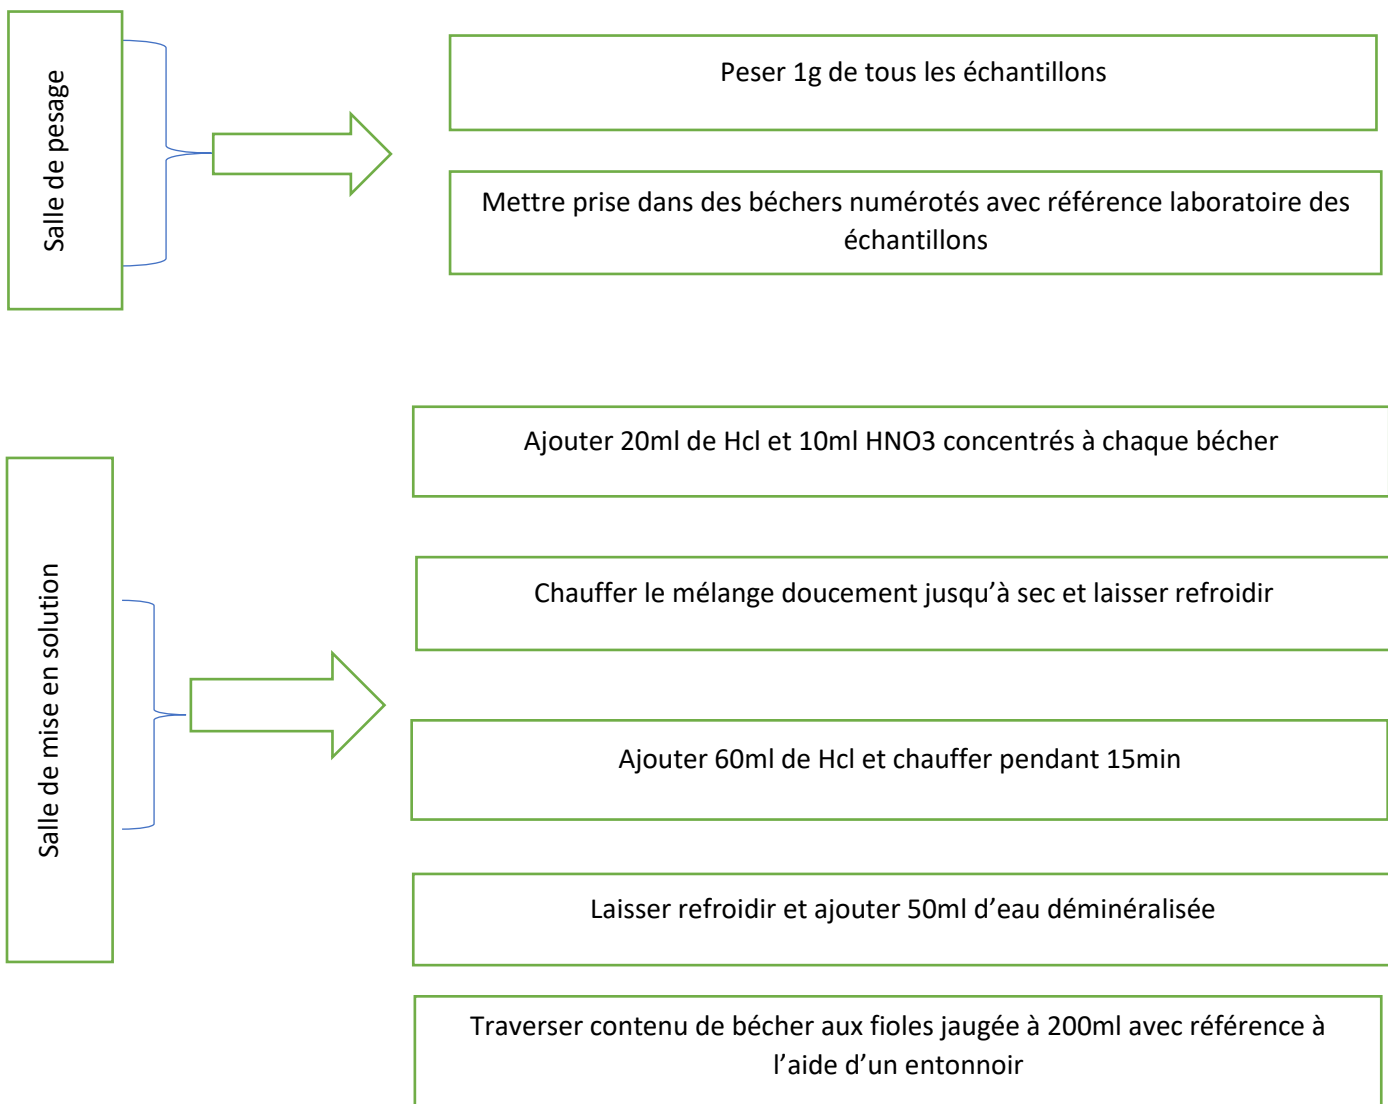 Salle de pesage
Peser 1g de tous les échantillons
Mettre prise dans des béchers numérotés avec référence laboratoire des
échantillons
Salle de mise en solution
Ajouter 20ml de Hcl et 10ml HNO3 concentrés à chaque bécher
Chauffer le mélange doucement jusqu’à sec et laisser refroidir
Ajouter 60ml de Hcl et chauffer pendant 15min
Laisser refroidir et ajouter 50ml d’eau déminéralisée
Traverser contenu de bécher aux fioles jaugée à 200ml avec référence à
l’aide d’un entonnoir